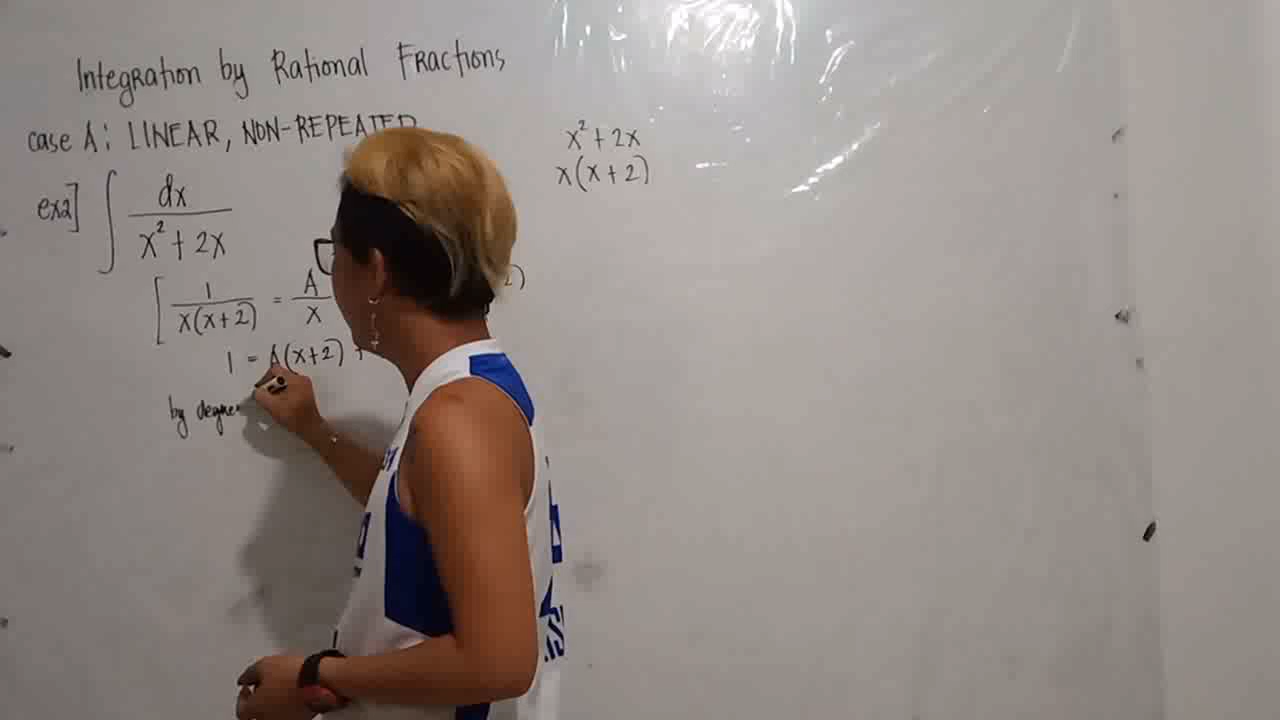 Integration by Rational Fractions
case A: LINEAR, NON-REPEATED
ex2] ∫ dx / x² + 2x
[ 1 / x(x+2) = A / x 2)
1 = A(x+2) +
by degree
x² + 2x
x(x+2)